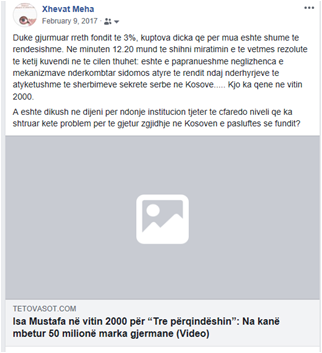 Xhevat Meha
February 9, 2017 ·
Duke gjurmuar rreth fondit te 3%, kuptova dicka qe per mua eshte shume te
rendesishme. Ne minuten 12.20 mund te shihni miratimin e te vetmes rezolute
te ketij kuvendi ne te cilen thuhet: eshte e papranueshme neglizhenca e
mekanizmave nderkombtar sidomos atyre te rendit ndaj nderhyrjeve te
atyketushme te sherbimeve sekrete serbe ne Kosove..... Kjo ka qene ne vitin
2000.
A eshte dikush ne dijeni per ndonje institucion tjeter te cfaredo niveli qe ka
shtruar kete problem per te gjetur zgjidhje ne Kosoven e pasluftes se fundit?
TETOVASOT.COM
Isa Mustafa në vitin 2000 për “Tre përqindëshin”: Na kanë
mbetur 50 milionë marka gjermane (Video)